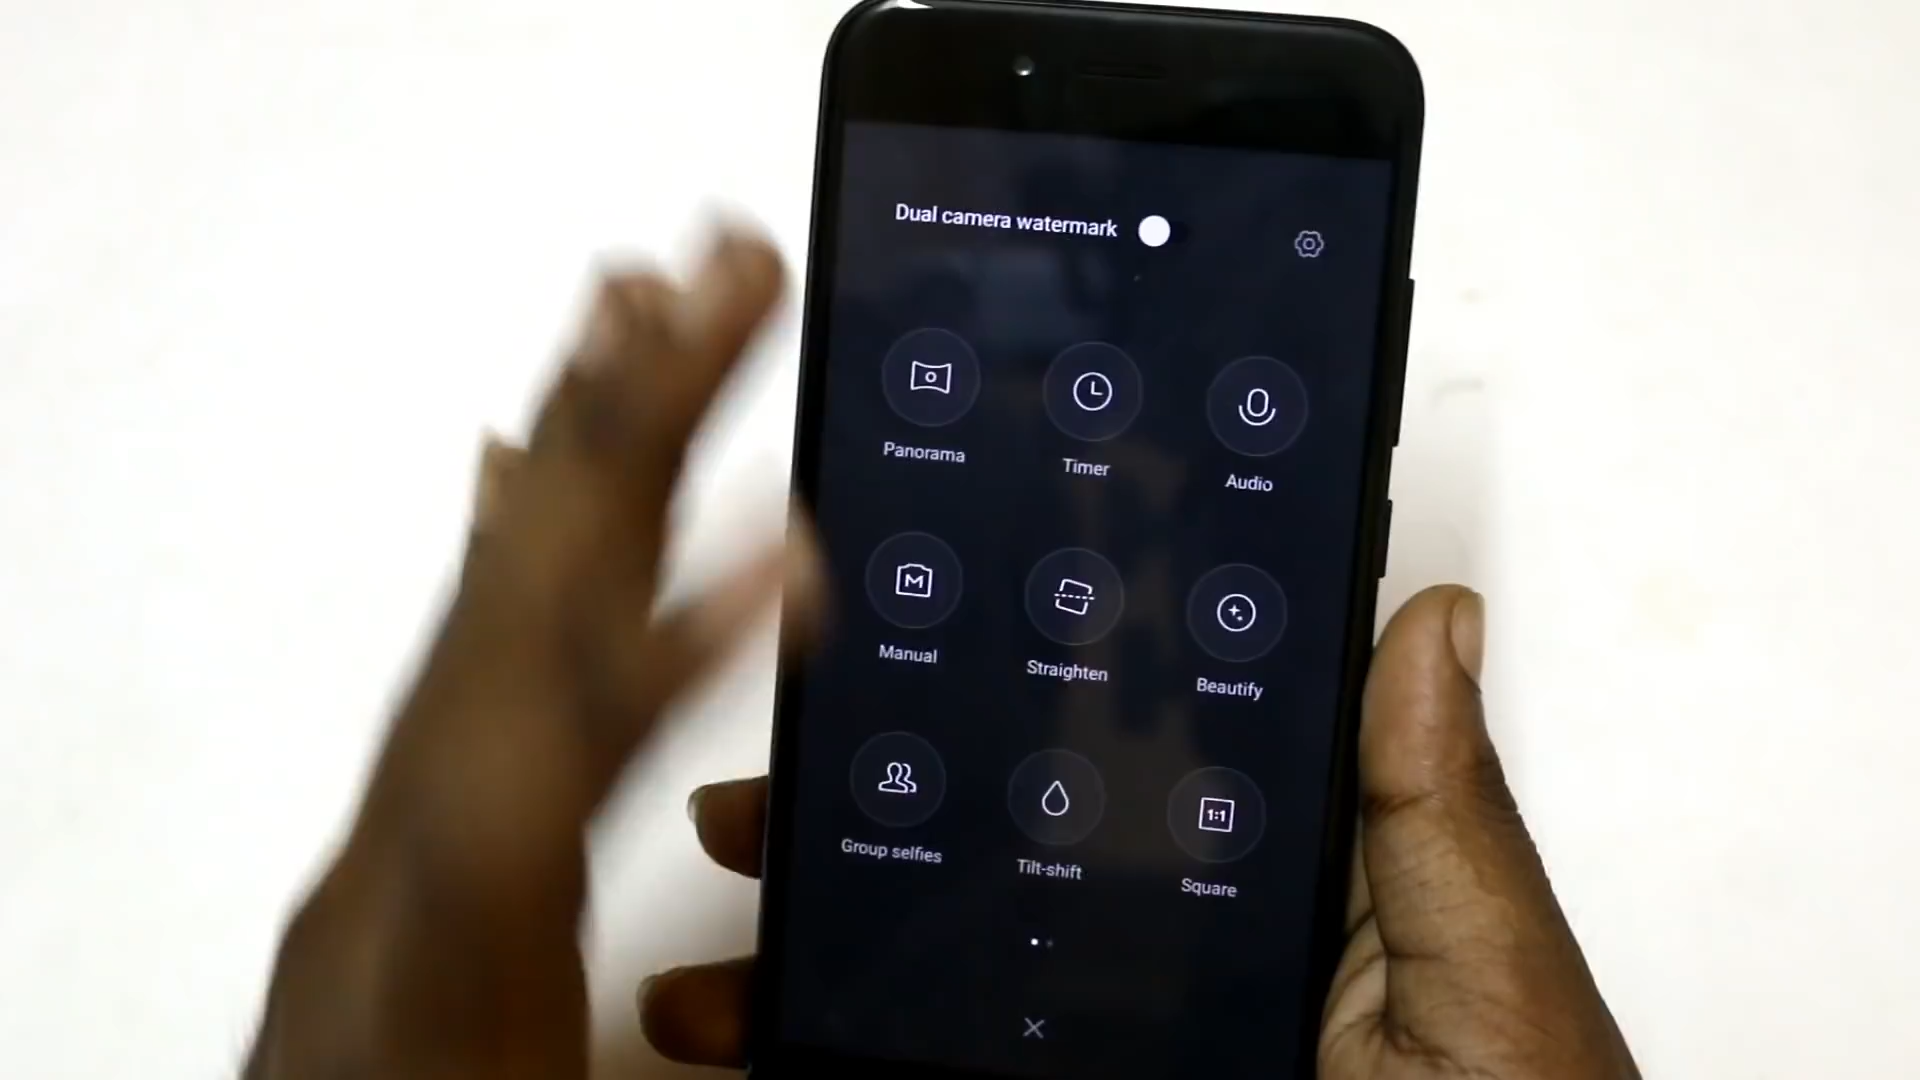 Dual camera watermark
Panorama
Timer
Audio
M
Manual
Straighten
Beautify
Group selfies
Tilt-shift
1:1
Square